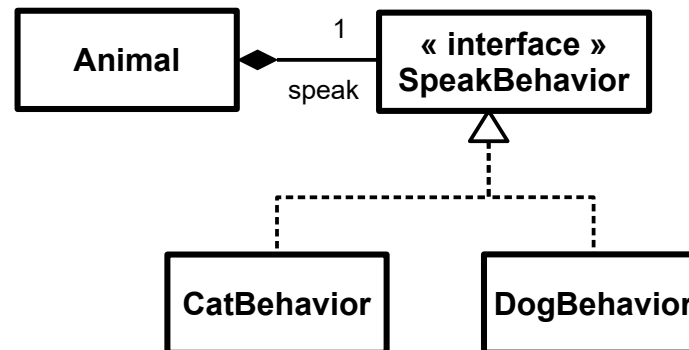 Animal
1
speak
« interface »
SpeakBehavior
CatBehavior
DogBehavior